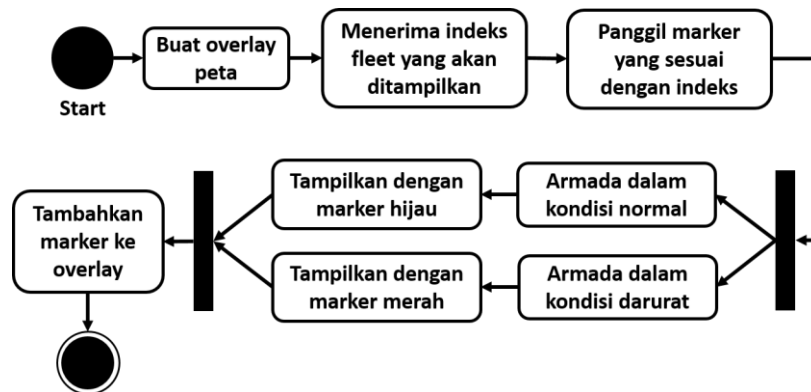 Start
Buat overlay
peta
Menerima indeks
fleet yang akan
ditampilkan
Panggil marker
yang sesuai
dengan indeks
Armada dalam
kondisi normal
Tampilkan dengan
marker hijau
Armada dalam
kondisi darurat
Tampilkan dengan
marker merah
Tambahkan
marker ke
overlay